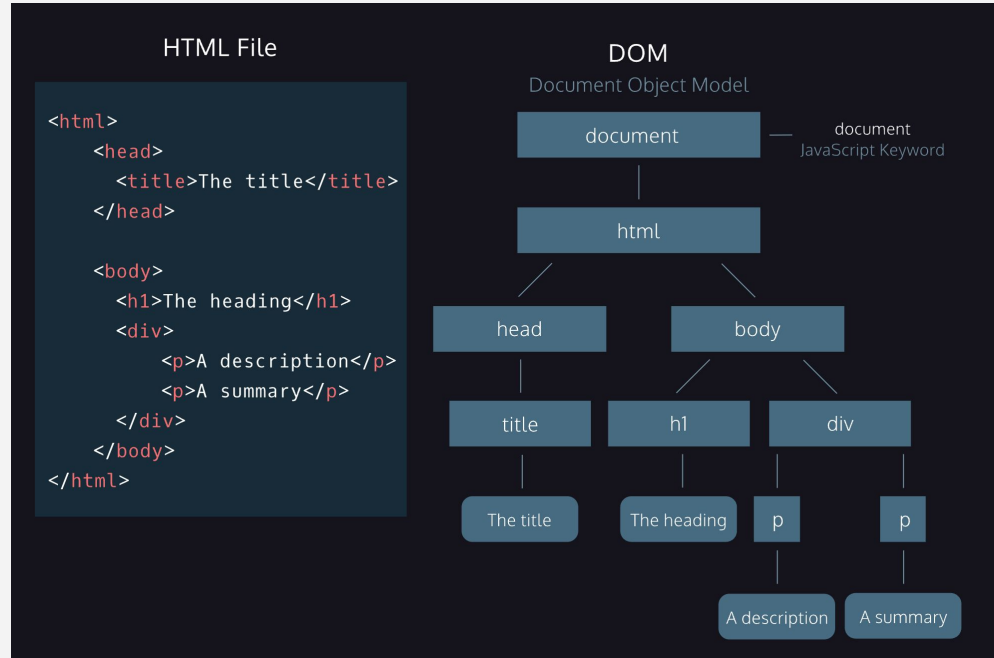 HTML File
<html>
<head>
<title>The title</title>
</head>
<body>
<h1>The heading</h1>
<div>
<p>A description</p>
<p>A summary</p>
</div>
</body>
</html>
DOM
Document Object Model
document
document
JavaScript Keyword
html
head
body
title
h1
div
The title
The heading
p
p
A description
A summary